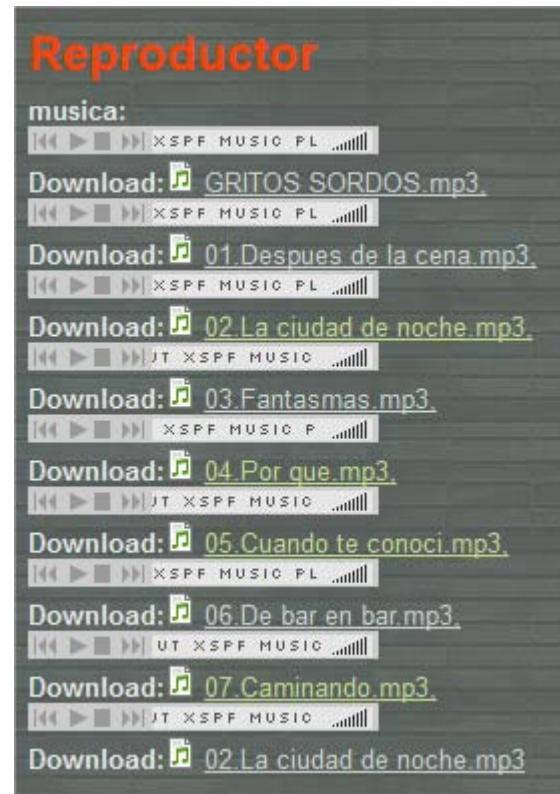 Reproductor
musica:
XSPF MUSIC PL
Download: GRITOS SORDOS.mp3,
XSPF MUSIC PL
Download: 01.Despues de la cena.mp3,
XSPF MUSIC PL
Download: 02.La ciudad de noche.mp3,
UT XSPF MUSIC
Download: 03.Fantasmas.mp3,
XSPF MUSIC P
Download: 04.Por que.mp3,
UT XSPF MUSIC
Download: 05.Cuando te conoci.mp3,
XSPF MUSIC PL
Download: 06.De bar en bar.mp3,
UT XSPF MUSIC
Download: 07.Caminando.mp3,
UT XSPF MUSIC
Download: 02.La ciudad de noche.mp3